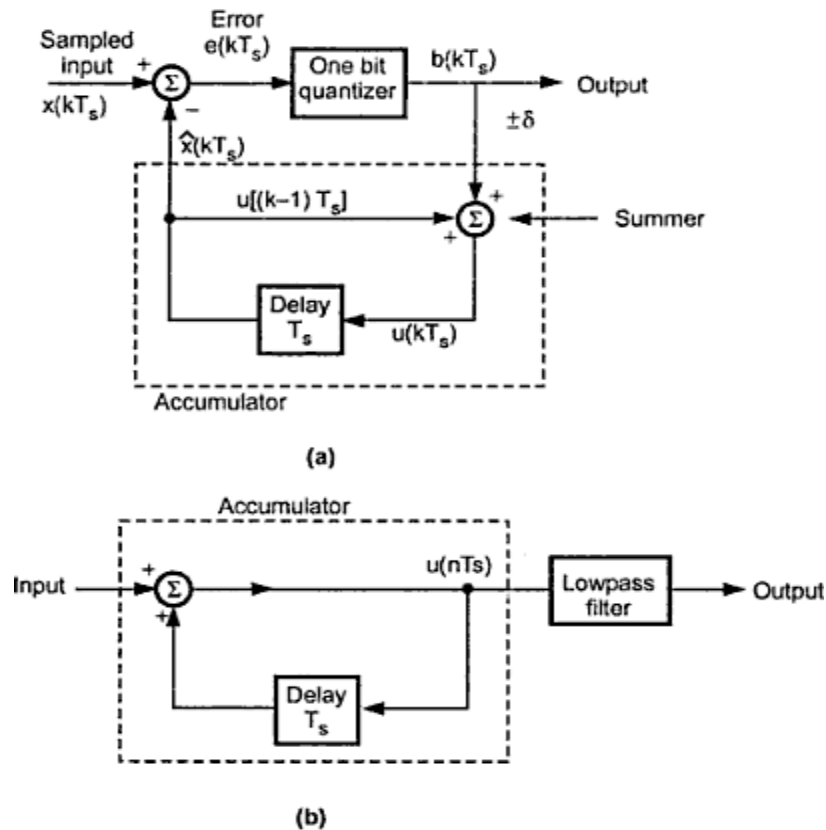 Error
Sampled
input
e(kTₛ)
+
Σ
One bit
quantizer
b(kTₛ)
Output
x(kTₛ)
−
±δ
x̂(kTₛ)
u[(k–1) Tₛ]
+
+
Σ
Summer
Delay
Tₛ
u(kTₛ)
Accumulator
(a)
Accumulator
Input
+
Σ
+
u(nTs)
Lowpass
filter
Output
Delay
Tₛ
(b)